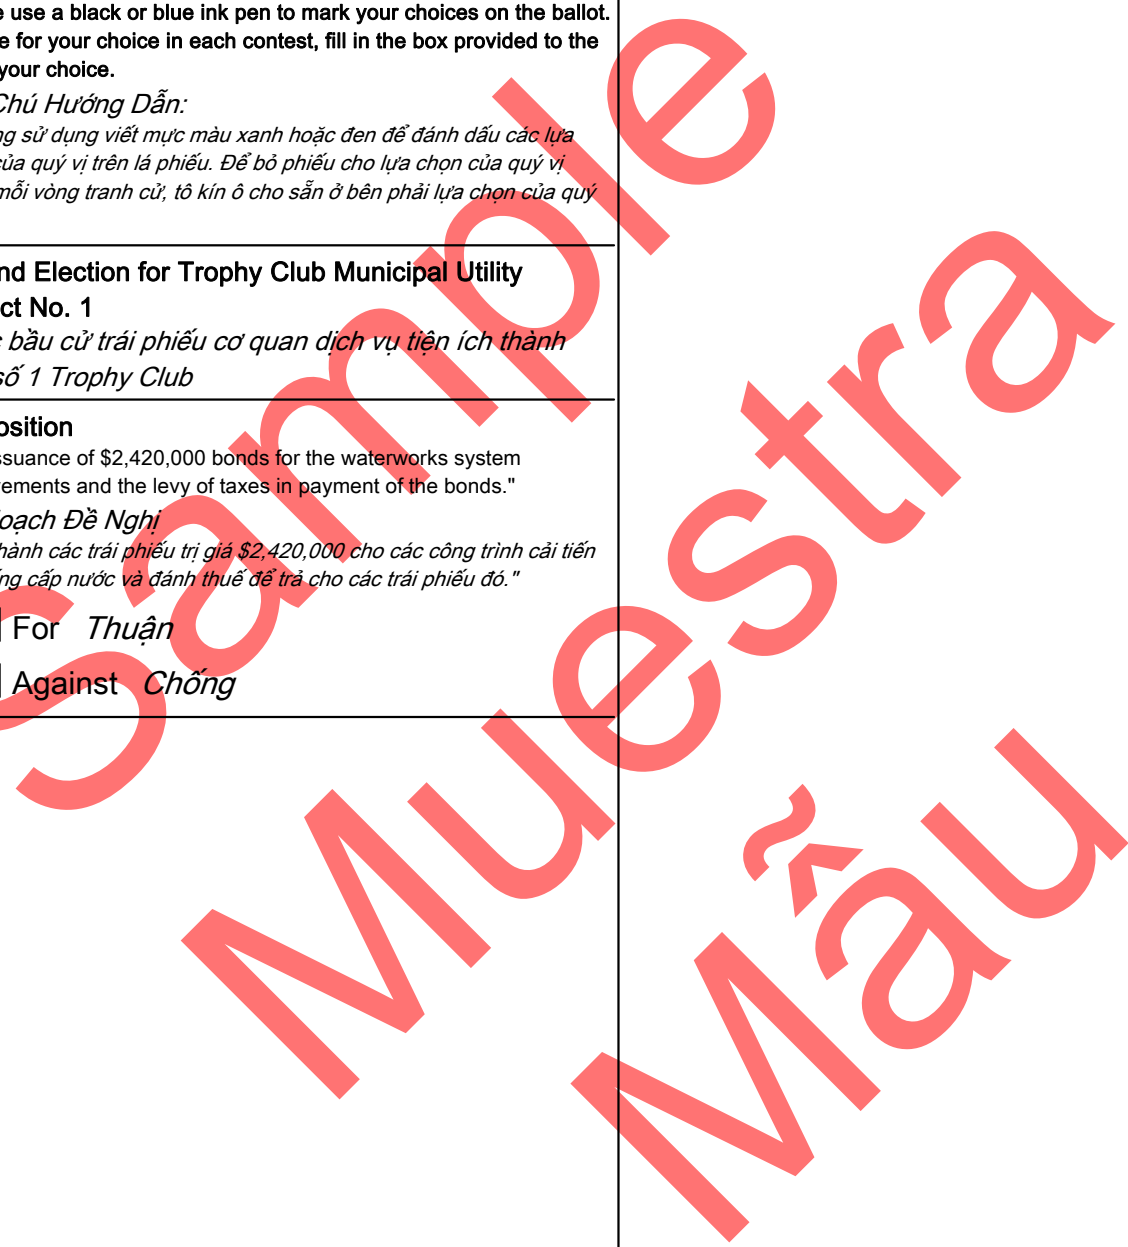 e use a black or blue ink pen to mark your choices on the ballot.
e for your choice in each contest, fill in the box provided to the
your choice.
Chú Hướng Dẫn:
ng sử dụng viết mực màu xanh hoặc đen để đánh dấu các lựa
của quý vị trên lá phiếu. Để bỏ phiếu cho lựa chọn của quý vị
mỗi vòng tranh cử, tô kín ô cho sẵn ở bên phải lựa chọn của quý
nd Election for Trophy Club Municipal Utility
ct No. 1
c bầu cử trái phiếu cơ quan dịch vụ tiện ích thành
số 1 Trophy Club
osition
ssuance of $2,420,000 bonds for the waterworks system
ements and the levy of taxes in payment of the bonds."
oạch Đề Nghị
hành các trái phiếu trị giá $2,420,000 cho các công trình cải tiến
ng cấp nước và đánh thuế để trả cho các trái phiếu đó."
For Thuận
Against Chống
Sample
Muestra
Mẫu